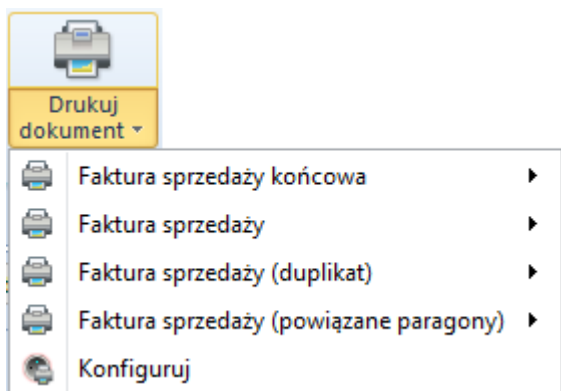 Drukuj
dokument
Faktura sprzedaży końcowa
Faktura sprzedaży
Faktura sprzedaży (duplikat)
Faktura sprzedaży (powiązane paragony)
Konfiguruj